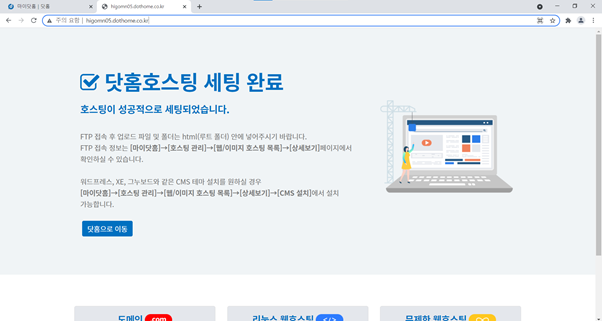 마이닷홈 | 닷홈
higomn05.dothome.co.kr
주의 요함 | higomn05.dothome.co.kr
닷홈호스팅 세팅 완료
호스팅이 성공적으로 세팅되었습니다.
FTP 접속 후 업로드 파일 및 폴더는 html(루트 폴더) 안에 넣어주시기 바랍니다.
FTP 접속 정보는 [마이닷홈]→[호스팅 관리]→[웹/이미지 호스팅 목록]→[상세보기]페이지에서
확인하실 수 있습니다.
워드프레스, XE, 그누보드와 같은 CMS 테마 설치를 원하실 경우
[마이닷홈]→[호스팅 관리]→[웹/이미지 호스팅 목록]→[상세보기]→[CMS 설치]에서 설치
가능합니다.
닷홈으로 이동
도메인 .com
리눅스 웹호스팅
무제한 웹호스팅